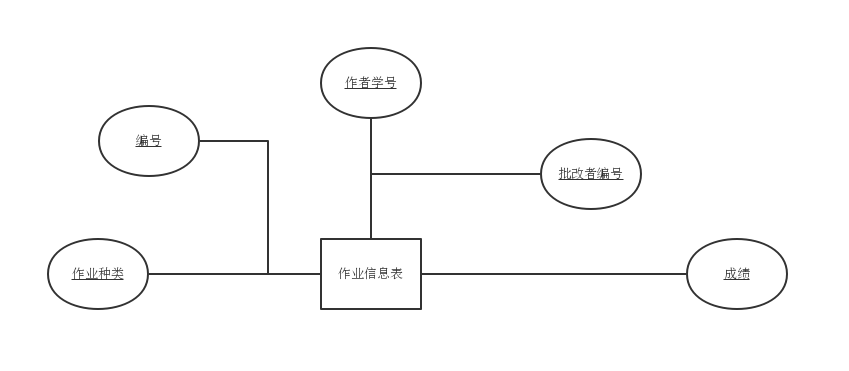 作者学号
编号
批改者编号
作业种类
作业信息表
成绩